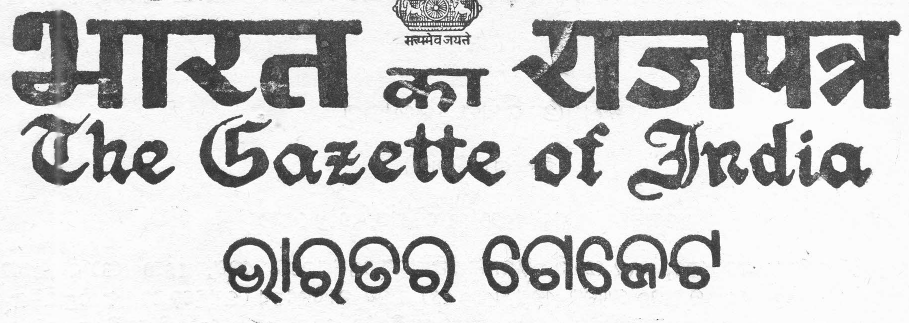 सत्यमेव जयते
भारत का राजपत्र
The Gazette of India
ଭାରତର ଗେଜେଟ